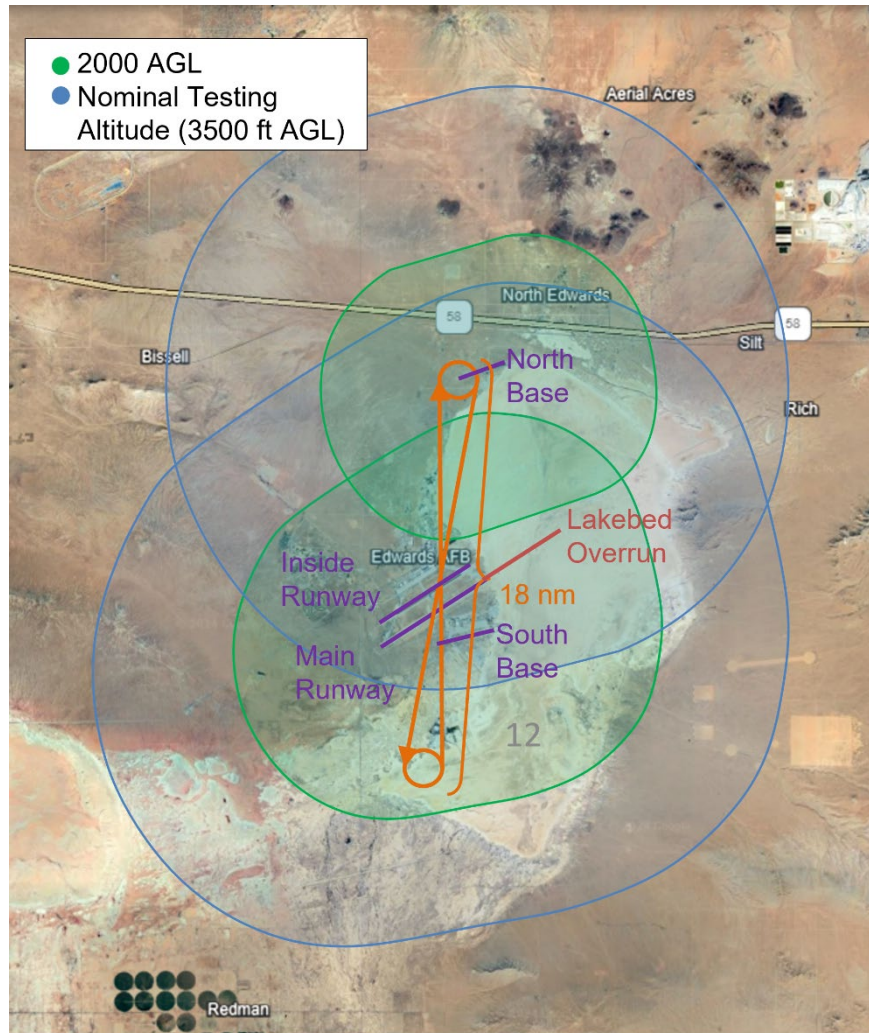 2000 AGL
Nominal Testing
Altitude (3500 ft AGL)
Aerial Acres
North Edwards
58
58
Silt
Bissell
North
Base
Rich
Lakebed
Overrun
Edwards AFB
Inside
Runway
18 nm
Main
Runway
South
Base
12
Redman